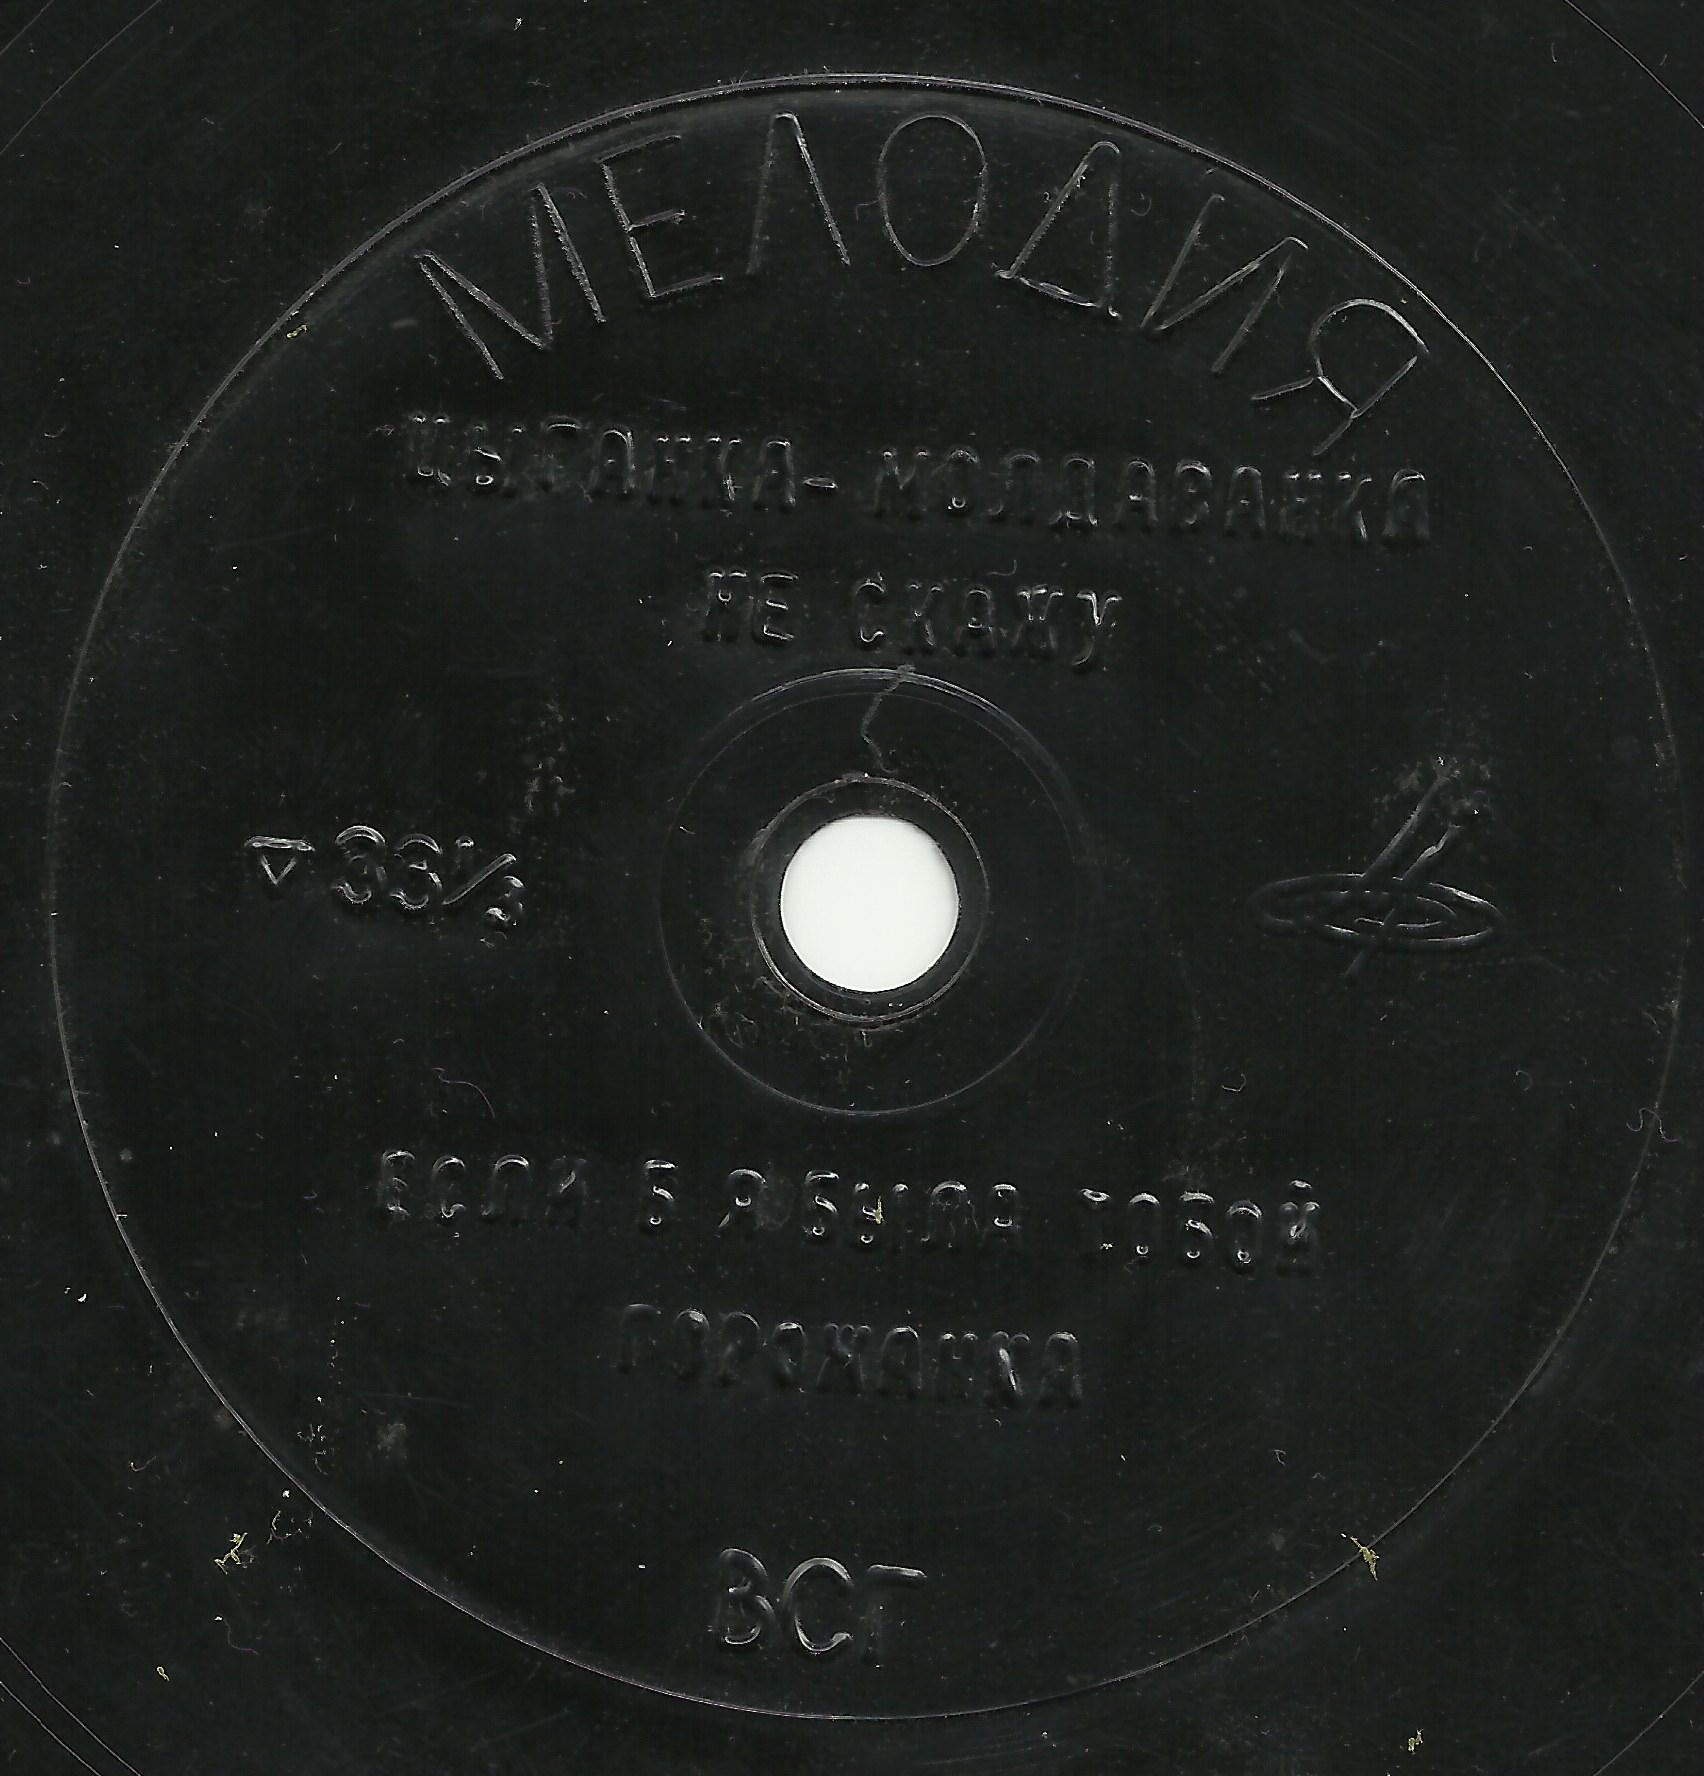 МЕЛОДИЯ
ЦЫГАНКА-МОЛДАВАНКА
НЕ СКАЖУ
▽ 33⅓
ЕСЛИ Б Я БЫЛА ТОБОЙ
ГОРОЖАНКА
ВСГ